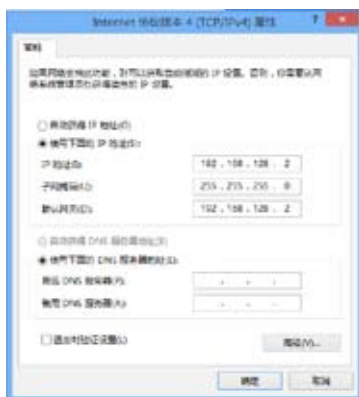 Internet 协议版本 4 (TCP/IPv4) 属性
常规
如果网络支持此功能，则可以获取自动指派的 IP 设置。否则，你需要从网
络系统管理员处获得适当的 IP 设置。
自动获得 IP 地址(O)
使用下面的 IP 地址(S):
IP 地址(I):
192 . 168 . 128 . 2
子网掩码(U):
255 . 255 . 255 . 0
默认网关(D):
192 . 168 . 128 . 2
自动获得 DNS 服务器地址(B)
使用下面的 DNS 服务器地址(E):
首选 DNS 服务器(P):
备用 DNS 服务器(A):
退出时验证设置(L)
高级(V)...
确定
取消